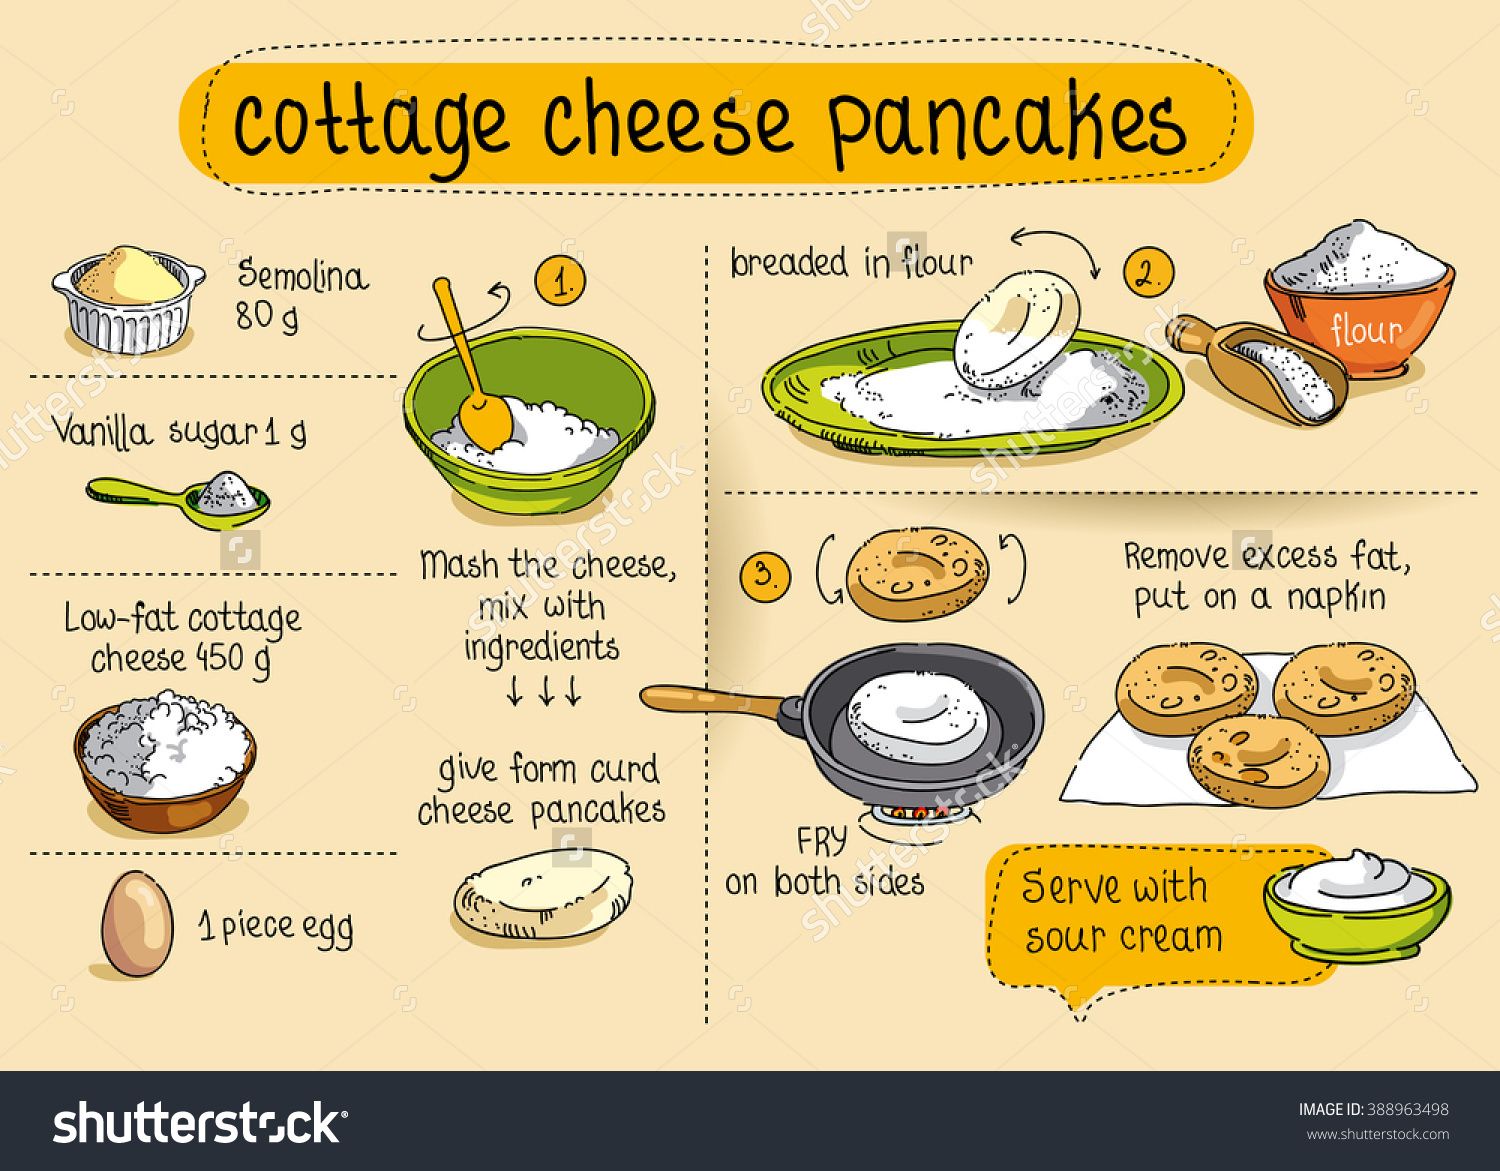 cottage cheese pancakes
Semolina
80 g
Vanilla sugar 1 g
Low-fat cottage
cheese 450 g
1 piece egg
1.
Mash the cheese,
mix with
ingredients
give form curd
cheese pancakes
breaded in flour
2.
flour
3.
FRY
on both sides
Remove excess fat,
put on a napkin
Serve with
sour cream
shutterstock
IMAGE ID: 388963498
www.shutterstock.com